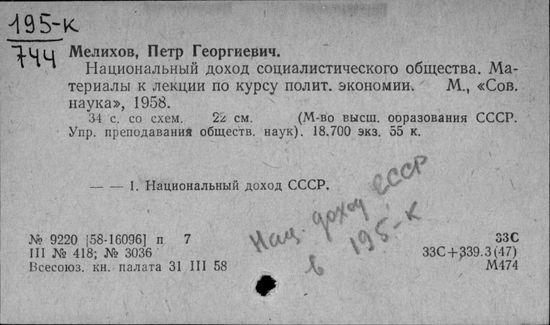 195-к
744
Мелихов, Петр Георгиевич.
Национальный доход социалистического общества. Ма-
териалы к лекции по курсу полит. экономии. М., «Сов.
наука», 1958.
34 с. со схем. 22 см. (М-во высш. образования СССР.
Упр. преподавания обществ. наук). 18.700 экз. 55 к.
— — 1. Национальный доход СССР.
Нац. доход СССР
в 195-к
№ 9220 [58-16096] п 7
III № 418; № 3036
Всесоюз. кн. палата 31 III 58
33С
33С+339.3(47)
М474